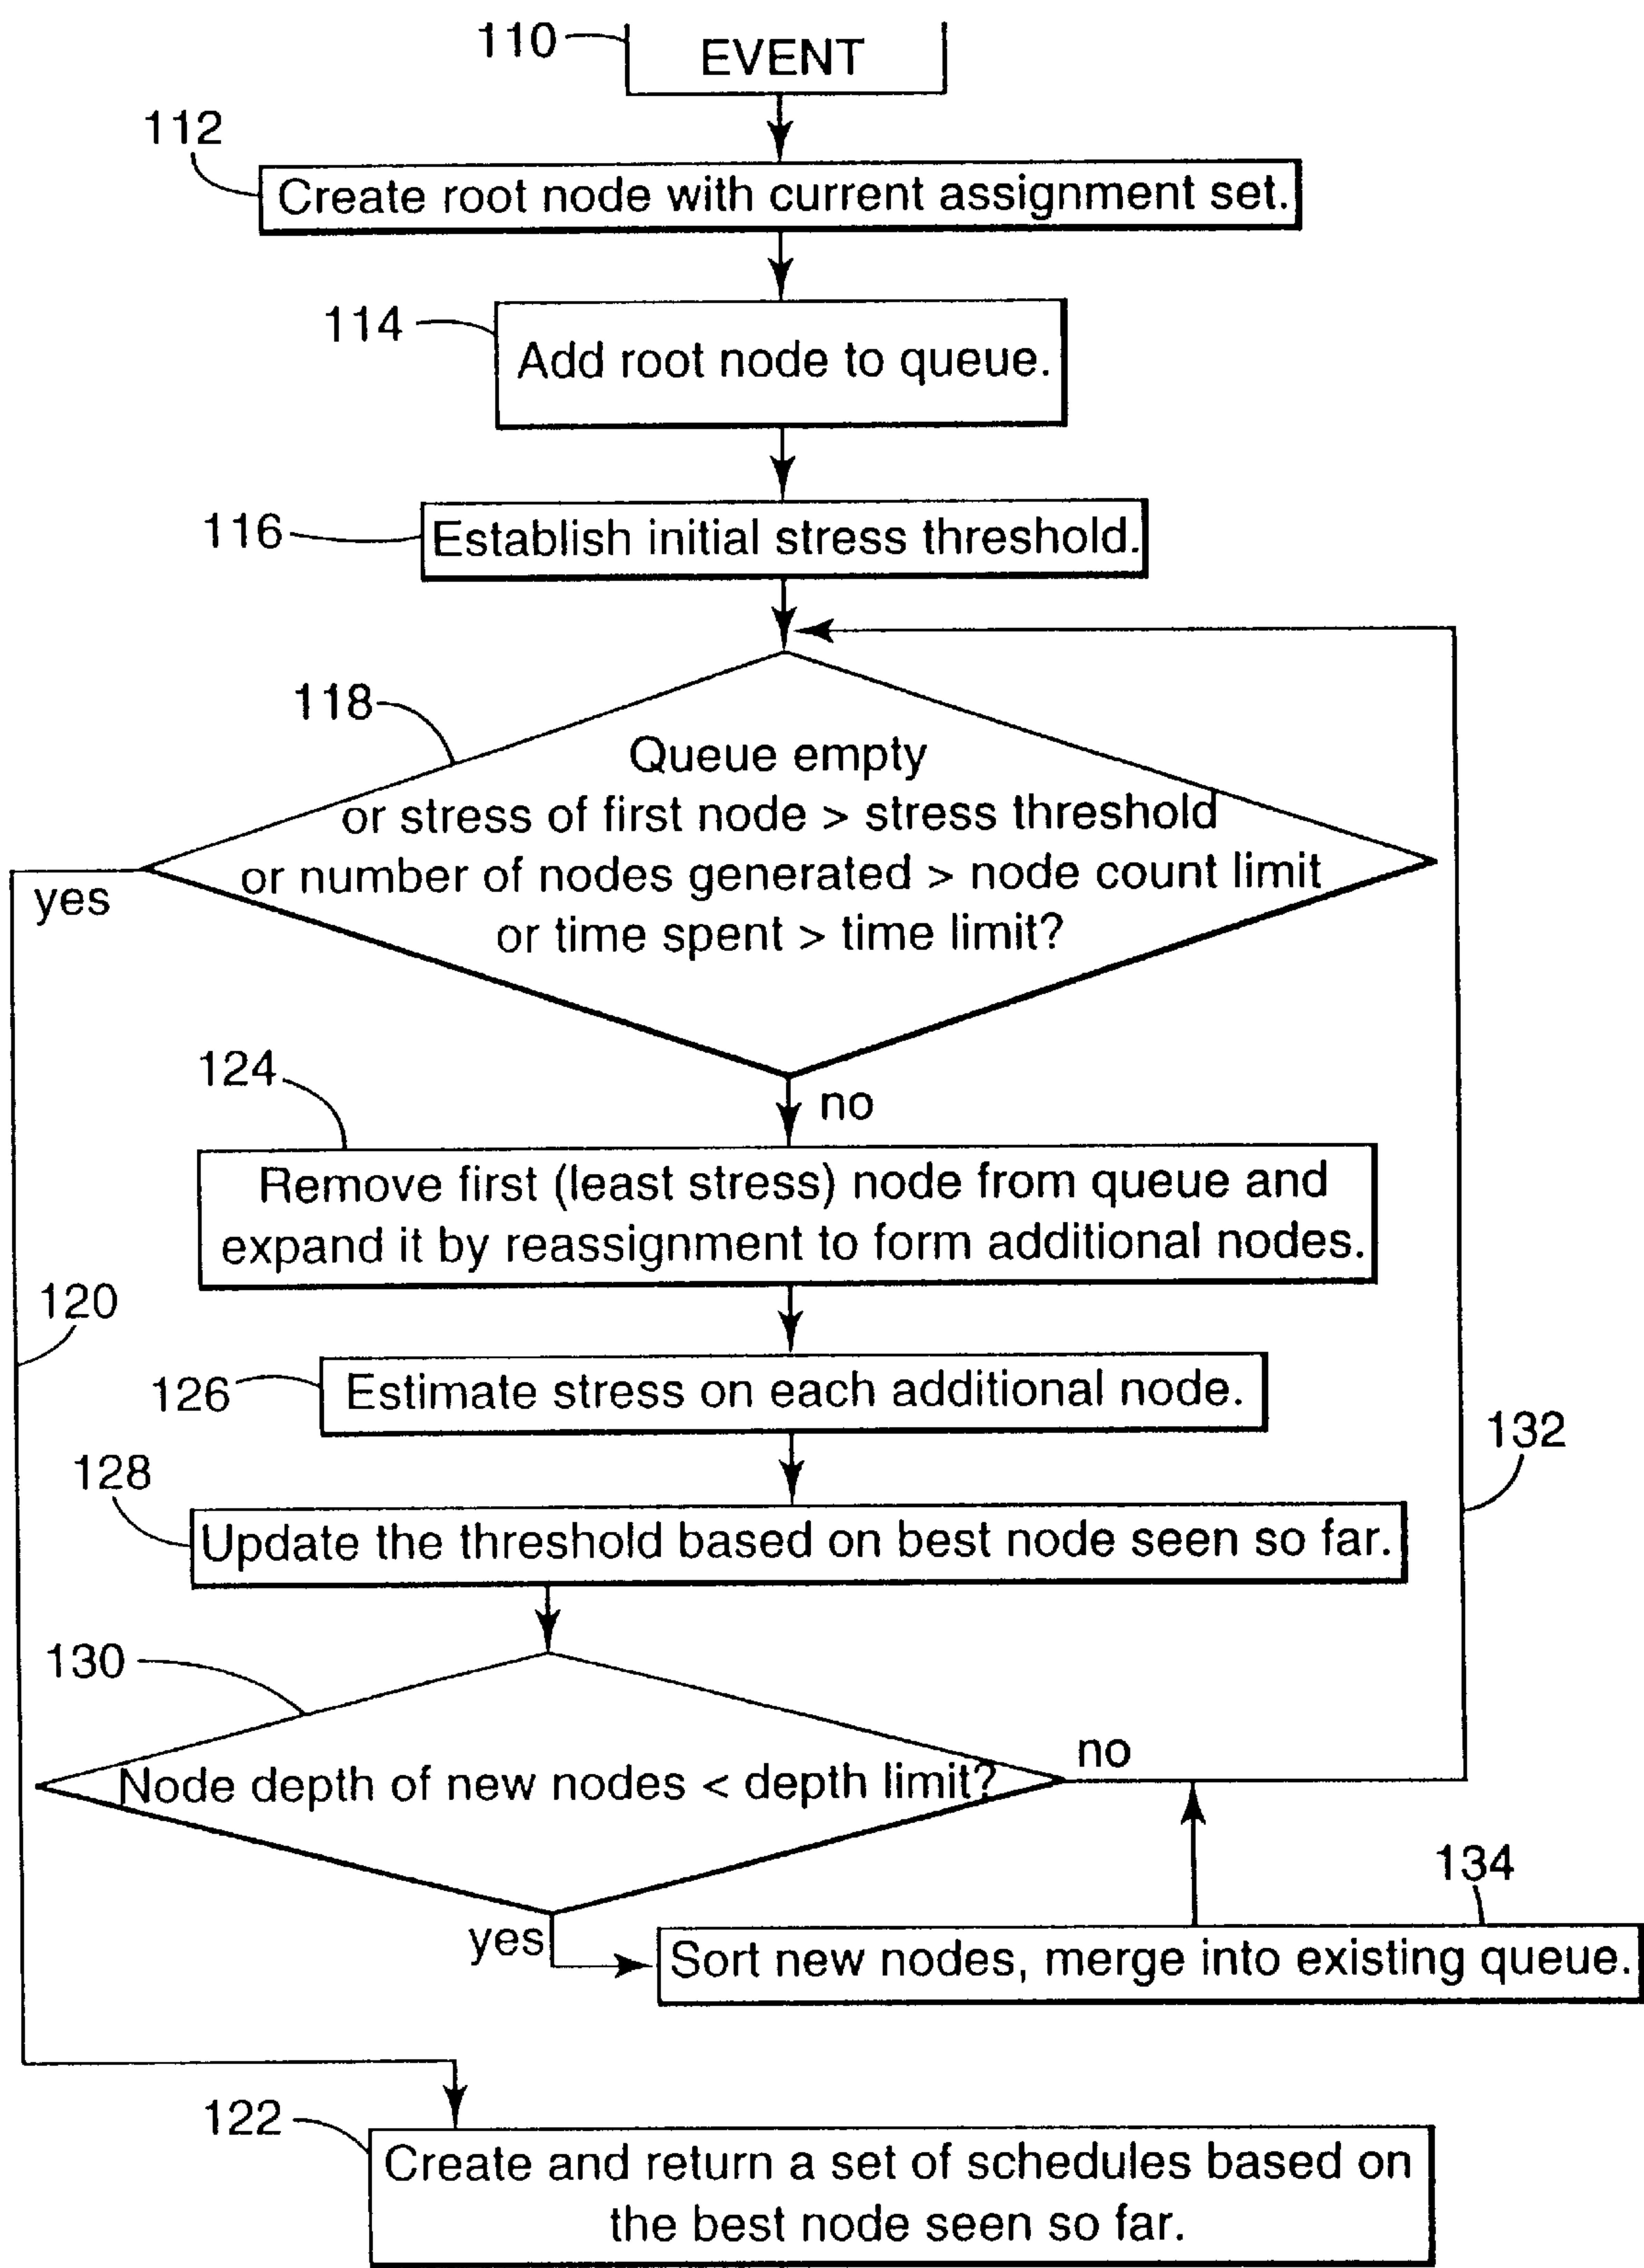 110
EVENT
112
Create root node with current assignment set.
114
Add root node to queue.
116
Establish initial stress threshold.
118
Queue empty
or stress of first node > stress threshold
or number of nodes generated > node count limit
or time spent > time limit?
yes
124
no
Remove first (least stress) node from queue and
expand it by reassignment to form additional nodes.
120
126
Estimate stress on each additional node.
132
128
Update the threshold based on best node seen so far.
130
no
Node depth of new nodes < depth limit?
134
yes
Sort new nodes, merge into existing queue.
122
Create and return a set of schedules based on
the best node seen so far.